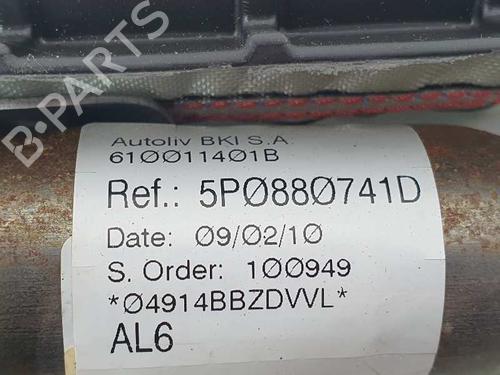 B-PARTS
Autoliv BKI S.A
610011401B
Ref.: 5P0880741D
Date: 09/02/10
S. Order: 100949
*04914BBZDVVL*
AL6